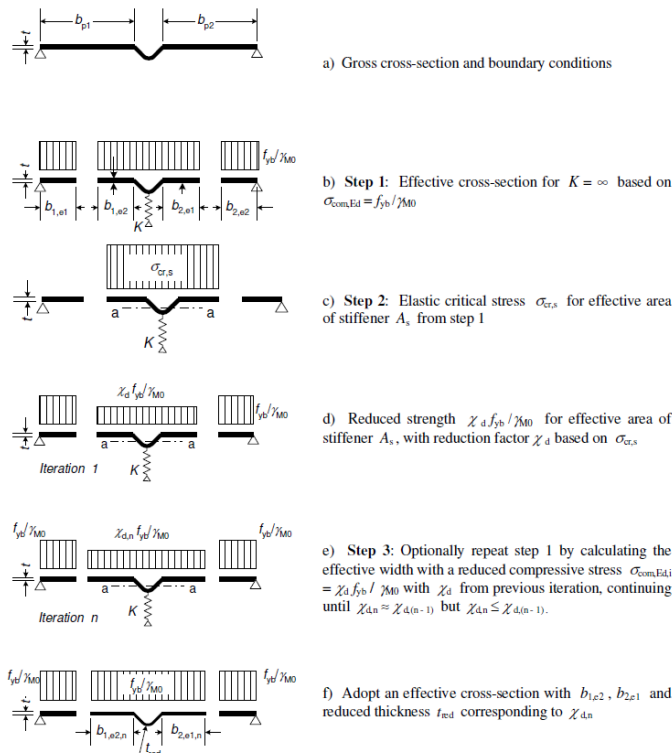 b_p1 b_p2
t
a) Gross cross-section and boundary conditions
t f_yb/γ_M0
b_1,e1 b_1,e2 b_2,e1 b_2,e2
K
b) Step 1: Effective cross-section for K = ∞ based on
σ_com,Ed = f_yb/γ_M0
σ_cr,s
t a a
K
c) Step 2: Elastic critical stress σ_cr,s for effective area
of stiffener A_s from step 1
χ_d f_yb/γ_M0
f_yb/γ_M0
t a a
Iteration 1 K
d) Reduced strength χ_d f_yb/γ_M0 for effective area of
stiffener A_s, with reduction factor χ_d based on σ_cr,s
f_yb/γ_M0 χ_d,n f_yb/γ_M0 f_yb/γ_M0
t
K
Iteration n
e) Step 3: Optionally repeat step 1 by calculating the
effective width with a reduced compressive stress σ_com,Ed,i
= χ_d f_yb / γ_M0 with χ_d from previous iteration, continuing
until χ_d,n ≈ χ_d,(n-1) but χ_d,n ≤ χ_d,(n-1).
f_yb/γ_M0 f_yb/γ_M0 f_yb/γ_M0
t
b_1,e2,n b_2,e1,n
t_red
f) Adopt an effective cross-section with b_1,e2, b_2,e1 and
reduced thickness t_red corresponding to χ_d,n